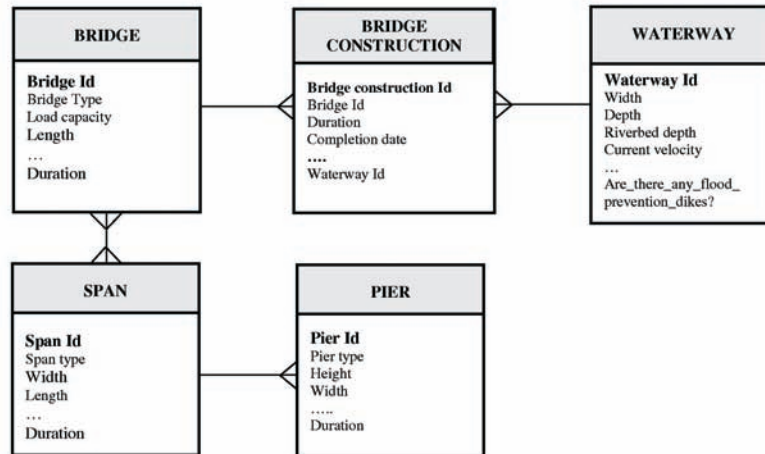 BRIDGE
Bridge Id
Bridge Type
Load capacity
Length
…
Duration
BRIDGE
CONSTRUCTION
Bridge construction Id
Bridge Id
Duration
Completion date
....
Waterway Id
WATERWAY
Waterway Id
Width
Depth
Riverbed depth
Current velocity
…
Are_there_any_flood_
prevention_dikes?
SPAN
Span Id
Span type
Width
Length
…
Duration
PIER
Pier Id
Pier type
Height
Width
.....
Duration